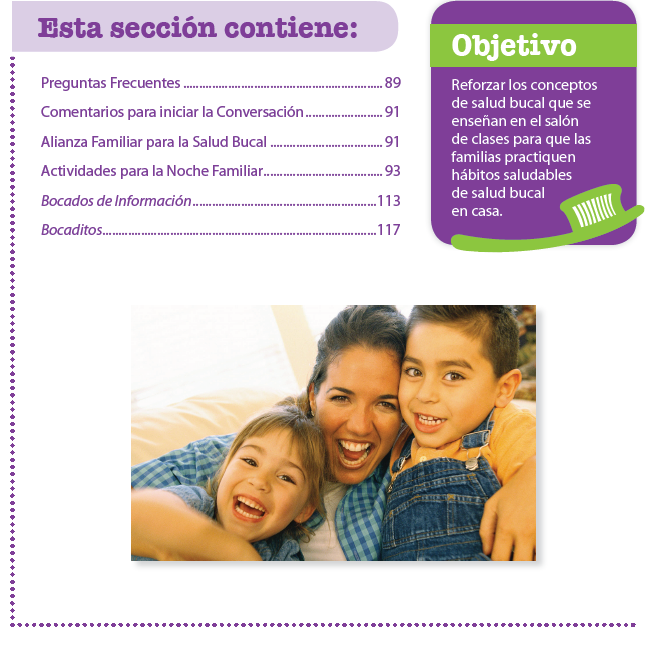 Esta sección contiene:
Preguntas Frecuentes ................................................................ 89
Comentarios para iniciar la Conversación ......................... 91
Alianza Familiar para la Salud Bucal .................................... 91
Actividades para la Noche Familiar ....................................... 93
Bocados de Información ............................................................ 113
Bocaditos ........................................................................................ 117
Objetivo
Reforzar los conceptos
de salud bucal que se
enseñan en el salón
de clases para que las
familias practiquen
hábitos saludables
de salud bucal
en casa.